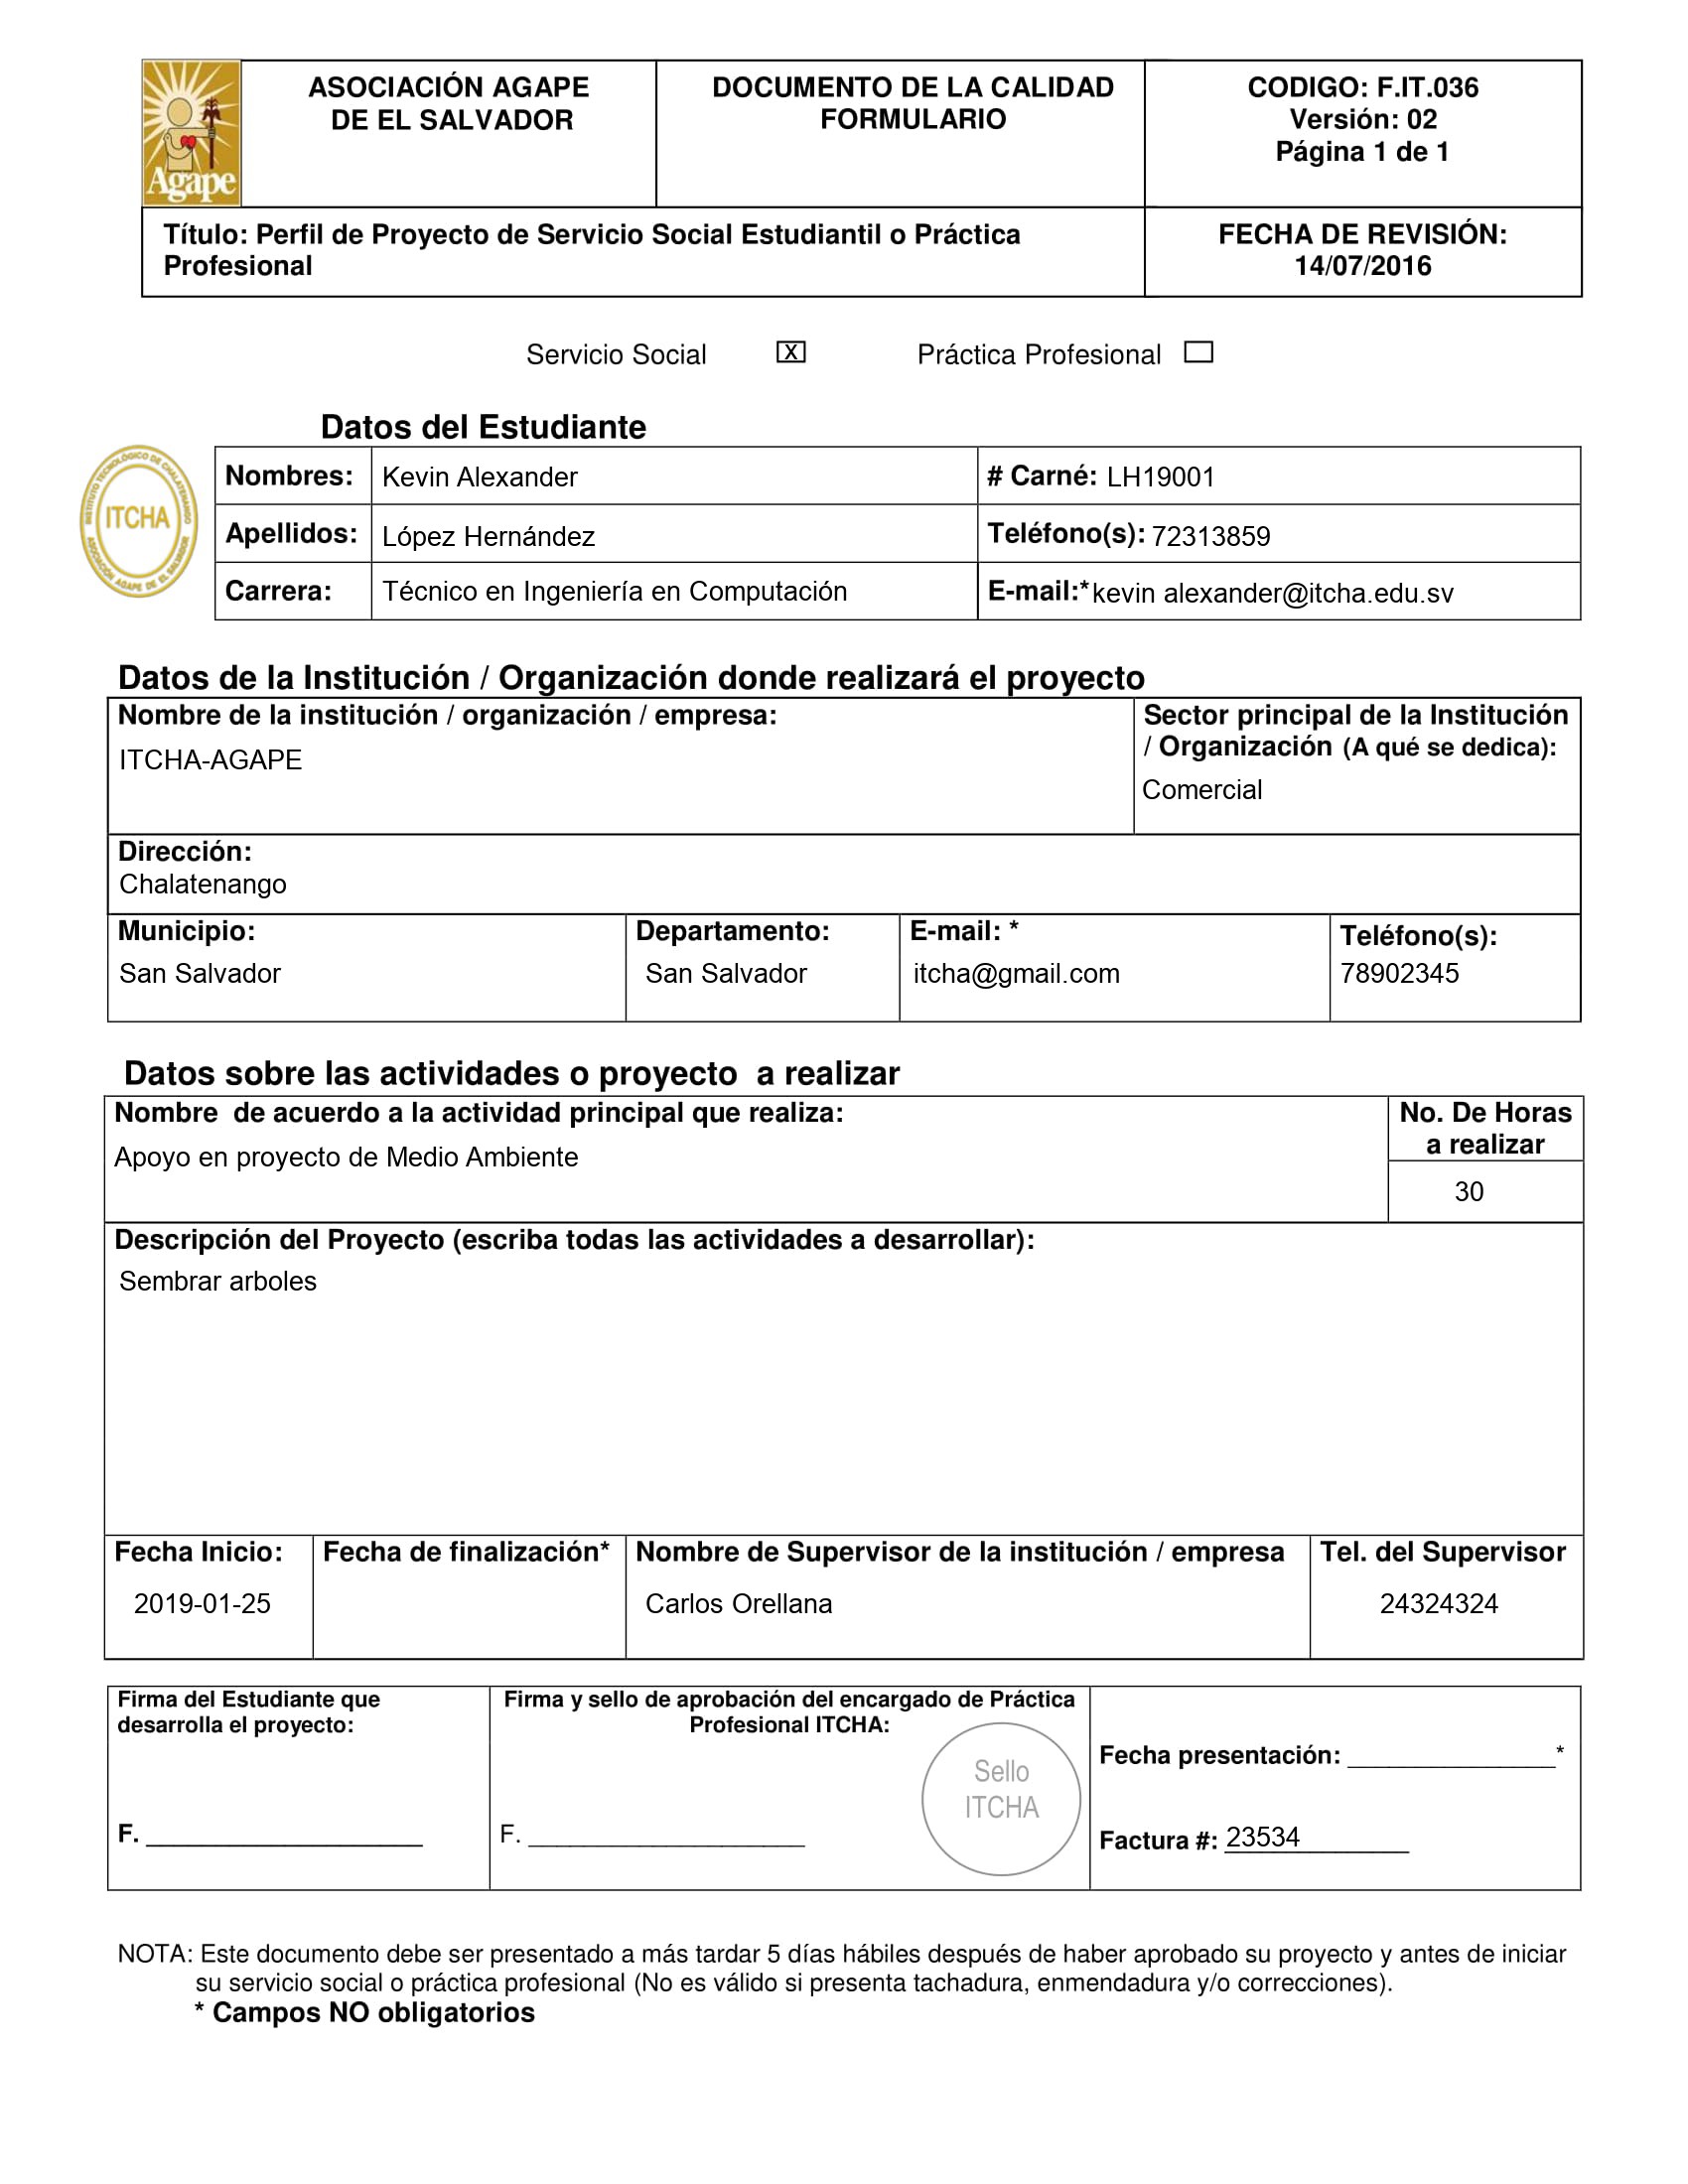 Agape
ASOCIACIÓN AGAPE
DE EL SALVADOR
DOCUMENTO DE LA CALIDAD
FORMULARIO
CODIGO: F.IT.036
Versión: 02
Página 1 de 1
Título: Perfil de Proyecto de Servicio Social Estudiantil o Práctica
Profesional
FECHA DE REVISIÓN:
14/07/2016
Servicio Social X Práctica Profesional
Datos del Estudiante
INSTITUTO TECNOLÓGICO DE CHALATENANGO
ITCHA
ASOCIACIÓN AGAPE DE EL SALVADOR
Nombres: Kevin Alexander # Carné: LH19001
Apellidos: López Hernández Teléfono(s): 72313859
Carrera: Técnico en Ingeniería en Computación E-mail:* kevin alexander@itcha.edu.sv
Datos de la Institución / Organización donde realizará el proyecto
Nombre de la institución / organización / empresa:
ITCHA-AGAPE
Sector principal de la Institución
/ Organización (A qué se dedica):
Comercial
Dirección:
Chalatenango
Municipio:
San Salvador
Departamento:
San Salvador
E-mail: *
itcha@gmail.com
Teléfono(s):
78902345
Datos sobre las actividades o proyecto a realizar
Nombre de acuerdo a la actividad principal que realiza:
Apoyo en proyecto de Medio Ambiente
No. De Horas
a realizar
30
Descripción del Proyecto (escriba todas las actividades a desarrollar):
Sembrar arboles
Fecha Inicio:
2019-01-25
Fecha de finalización*
Nombre de Supervisor de la institución / empresa
Carlos Orellana
Tel. del Supervisor
24324324
Firma del Estudiante que
desarrolla el proyecto:
F. ____________________
Firma y sello de aprobación del encargado de Práctica
Profesional ITCHA:
F. ____________________
Sello
ITCHA
Fecha presentación: _______________*
Factura #: 23534
NOTA: Este documento debe ser presentado a más tardar 5 días hábiles después de haber aprobado su proyecto y antes de iniciar
su servicio social o práctica profesional (No es válido si presenta tachadura, enmendadura y/o correcciones).
* Campos NO obligatorios